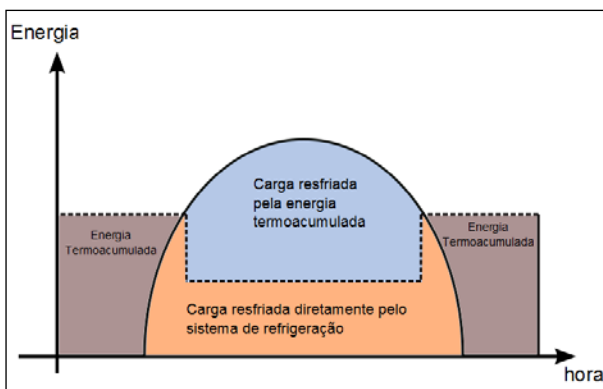 Energia
Carga resfriada
pela energia
termoacumulada
Energia
Termoacumulada
Energia
Termoacumulada
Carga resfriada diretamente pelo
sistema de refrigeração
hora